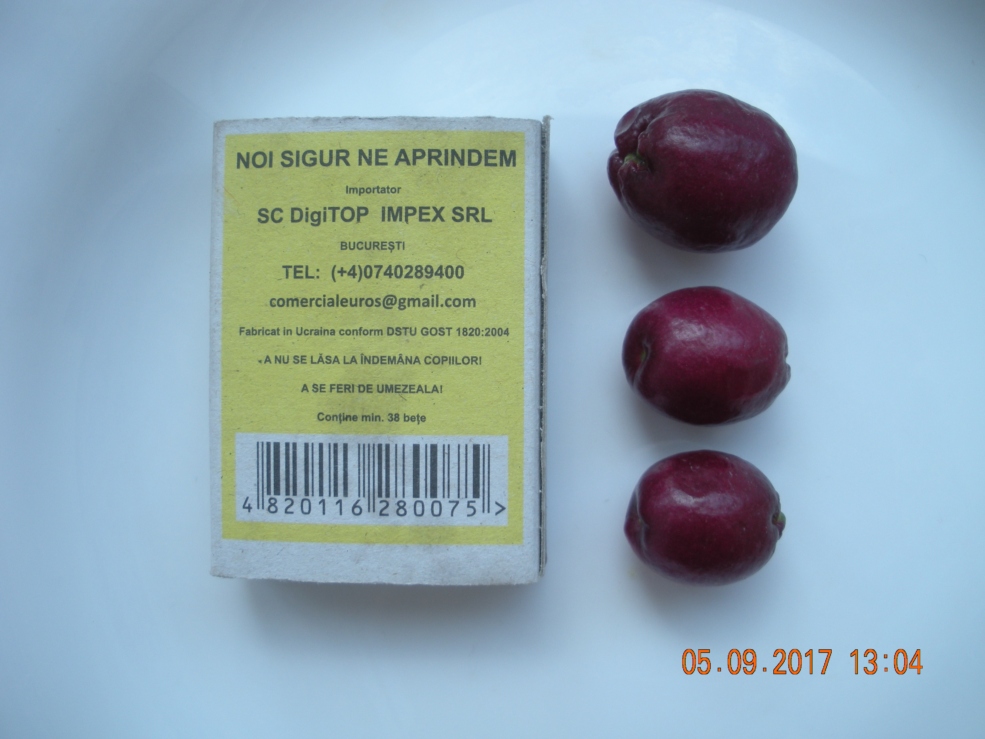 NOI SIGUR NE APRINDEM
Importator
SC DigiTOP IMPEX SRL
BUCUREȘTI
TEL: (+4)0740289400
comercialeuros@gmail.com
Fabricat in Ucraina conform DSTU GOST 1820:2004
A NU SE LĂSA LA ÎNDEMÂNA COPIILOR!
A SE FERI DE UMEZEALA!
Conține min. 38 bețe
4 820116 280075 >
05.09.2017 13:04